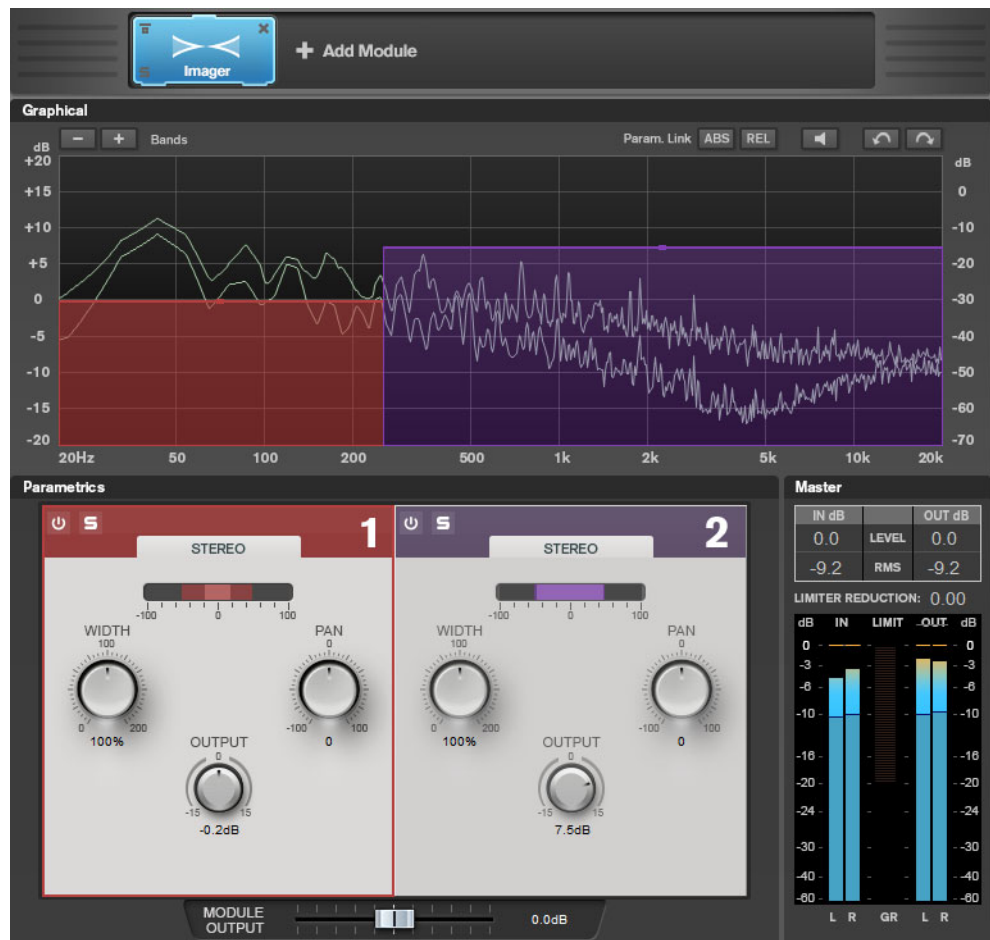 S
Imager
Add Module
Graphical
dB
Bands
Param. Link ABS REL
+20
+15
+10
+5
0
-5
-10
-15
-20
dB
0
-10
-20
-30
-40
-50
-60
-70
20Hz 50 100 200 500 1k 2k 5k 10k 20k
Parametrics
S
1
STEREO
-100 0 100
WIDTH
100
0 200
100%
PAN
0
-100 100
0
OUTPUT
0
-15 15
-0.2dB
S
2
STEREO
-100 0 100
WIDTH
100
0 200
100%
PAN
0
-100 100
0
OUTPUT
0
-15 15
7.5dB
MODULE
OUTPUT
0.0dB
Master
IN dB OUT dB
0.0 LEVEL 0.0
-9.2 RMS -9.2
LIMITER REDUCTION: 0.00
dB IN LIMIT OUT dB
0 0
-3 -3
-6 -6
-10 -10
-16 -16
-20 -20
-24 -24
-30 -30
-40 -40
-60 -60
L R GR L R